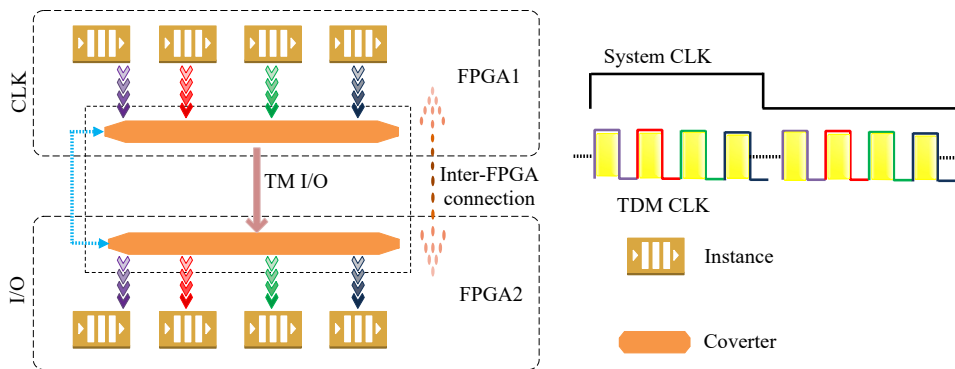 CLK
FPGA1
TM I/O
Inter-FPGA
connection
I/O
FPGA2
System CLK
TDM CLK
Instance
Coverter